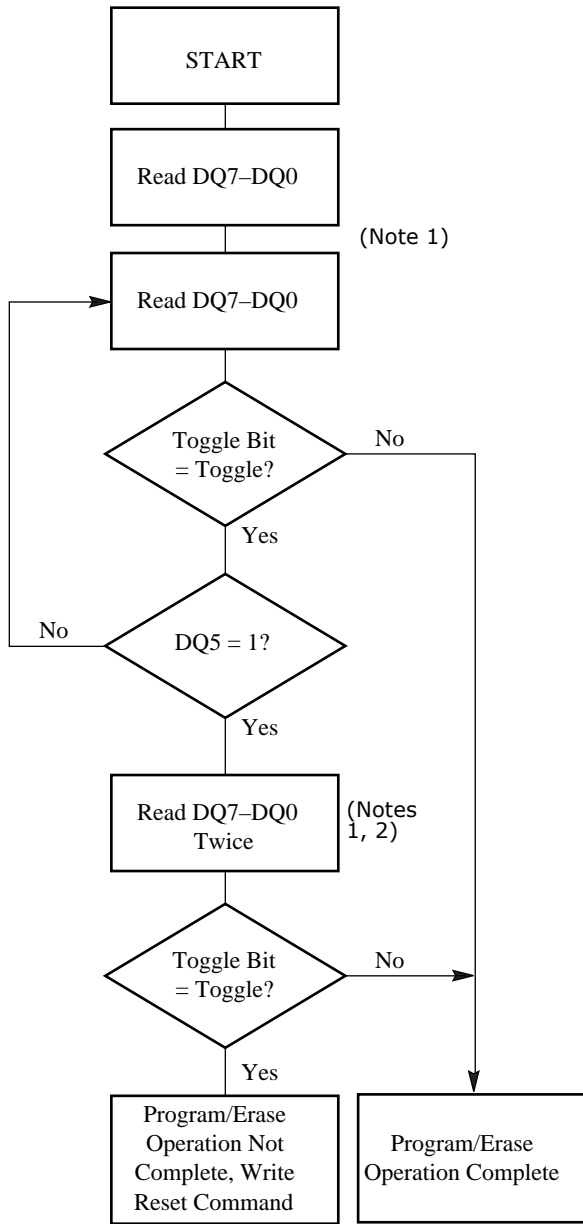 START
Read DQ7–DQ0
(Note 1)
Read DQ7–DQ0
Toggle Bit
= Toggle?
No
Yes
No
DQ5 = 1?
Yes
Read DQ7–DQ0
Twice
(Notes
1, 2)
Toggle Bit
= Toggle?
No
Yes
Program/Erase
Operation Not
Complete, Write
Reset Command
Program/Erase
Operation Complete